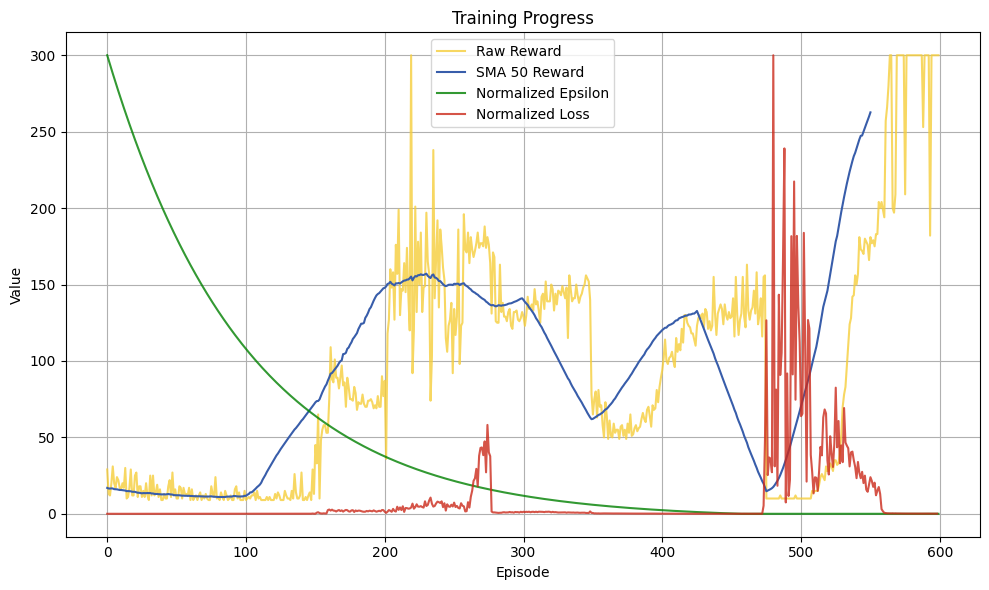 Training Progress
Raw Reward
SMA 50 Reward
Normalized Epsilon
Normalized Loss
300
250
200
150
100
50
0
Value
0 100 200 300 400 500 600
Episode